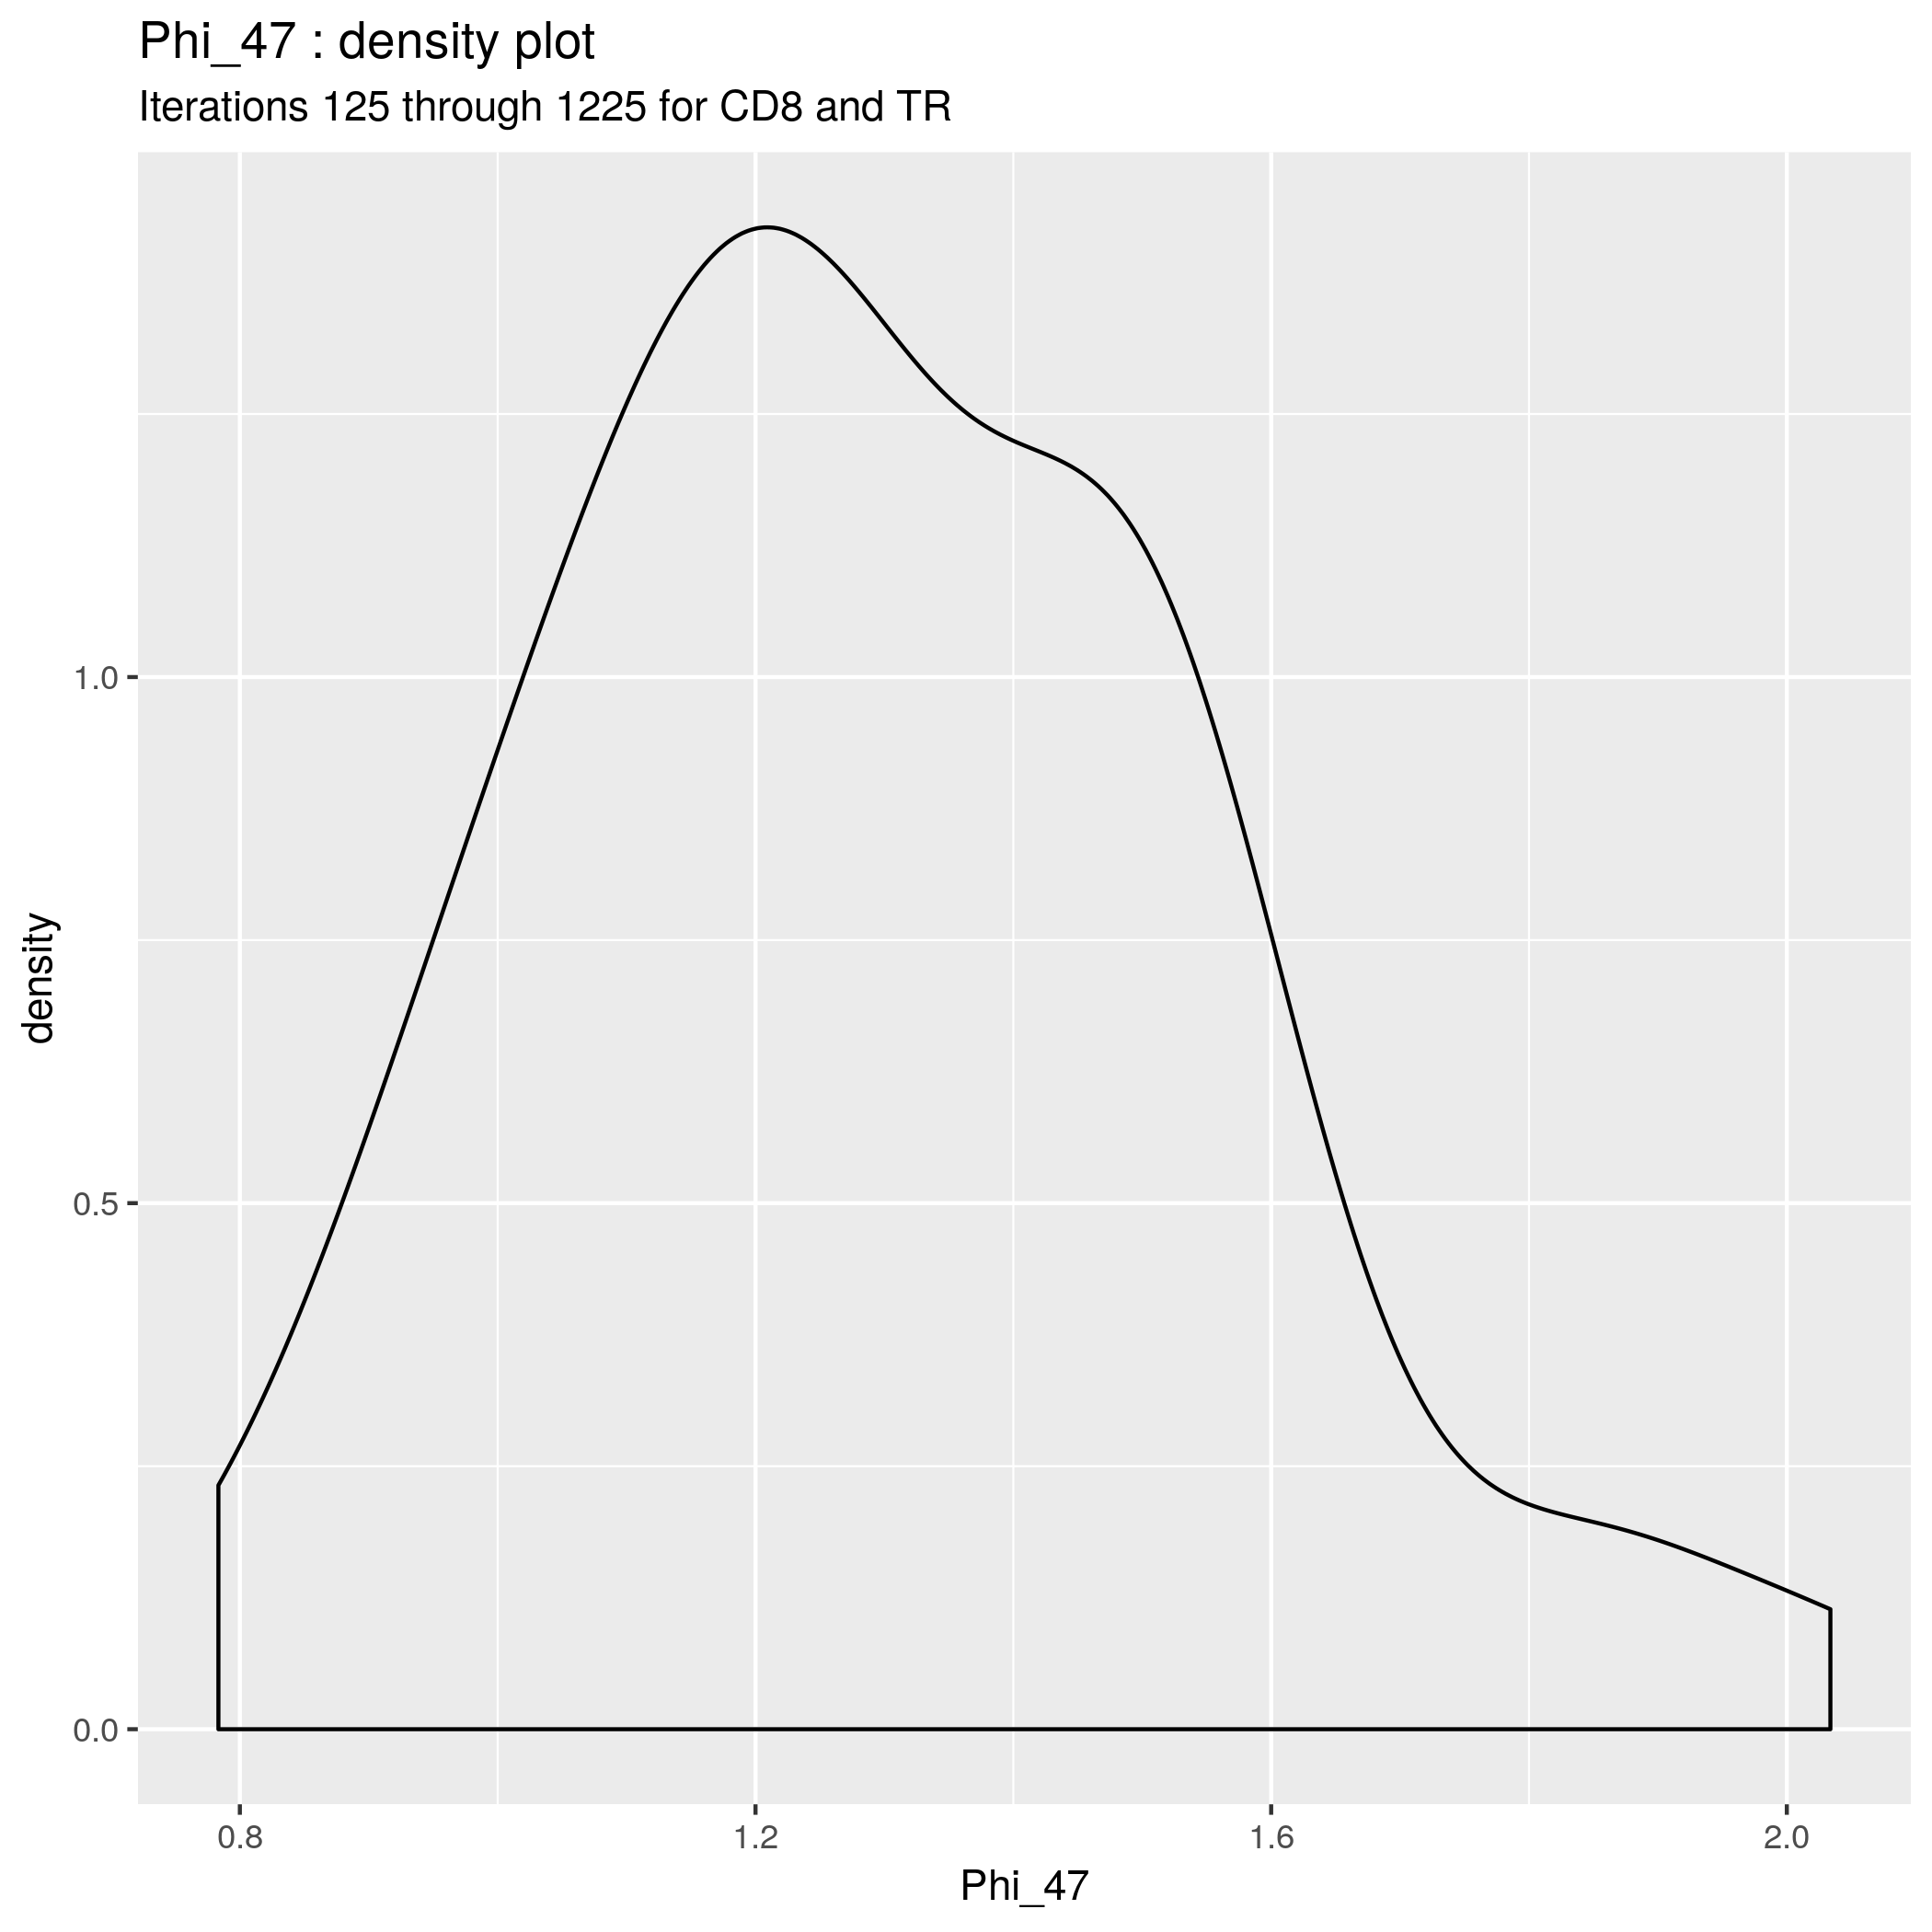 Phi_47 : density plot
Iterations 125 through 1225 for CD8 and TR
density
1.0
0.5
0.0
0.8 1.2 1.6 2.0
Phi_47